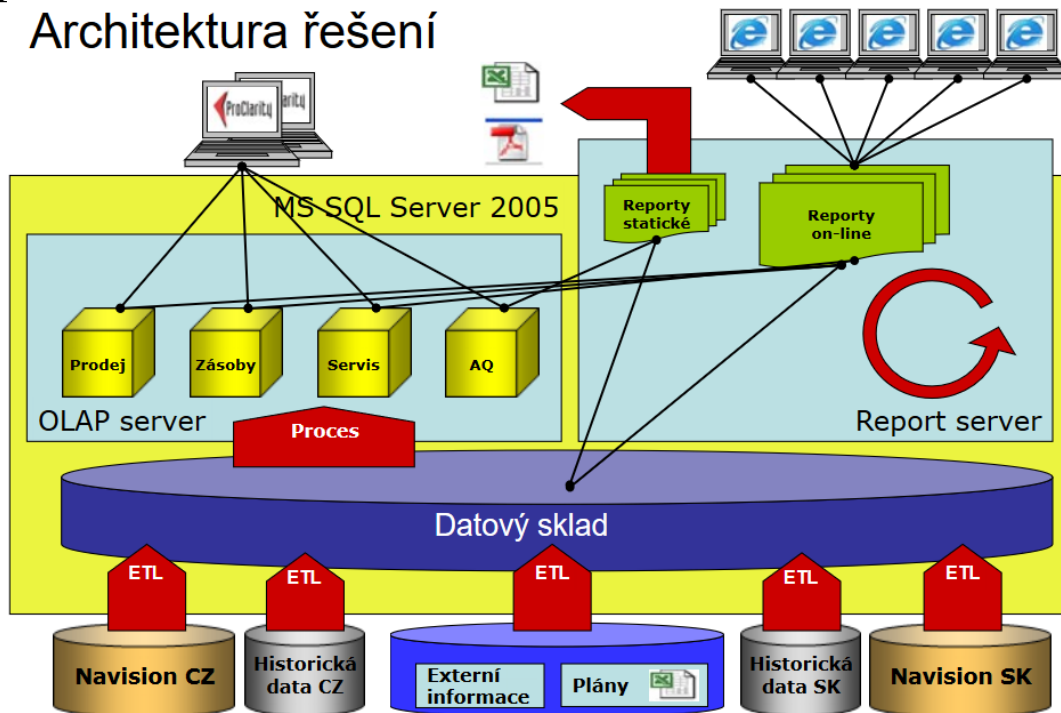 Architektura řešení
ProClarity
arity
MS SQL Server 2005
Reporty
statické
Reporty
on-line
Prodej
Zásoby
Servis
AQ
OLAP server
Proces
Report server
Datový sklad
ETL
ETL
ETL
ETL
ETL
Navision CZ
Historická
data CZ
Externí
informace
Plány
Historická
data SK
Navision SK